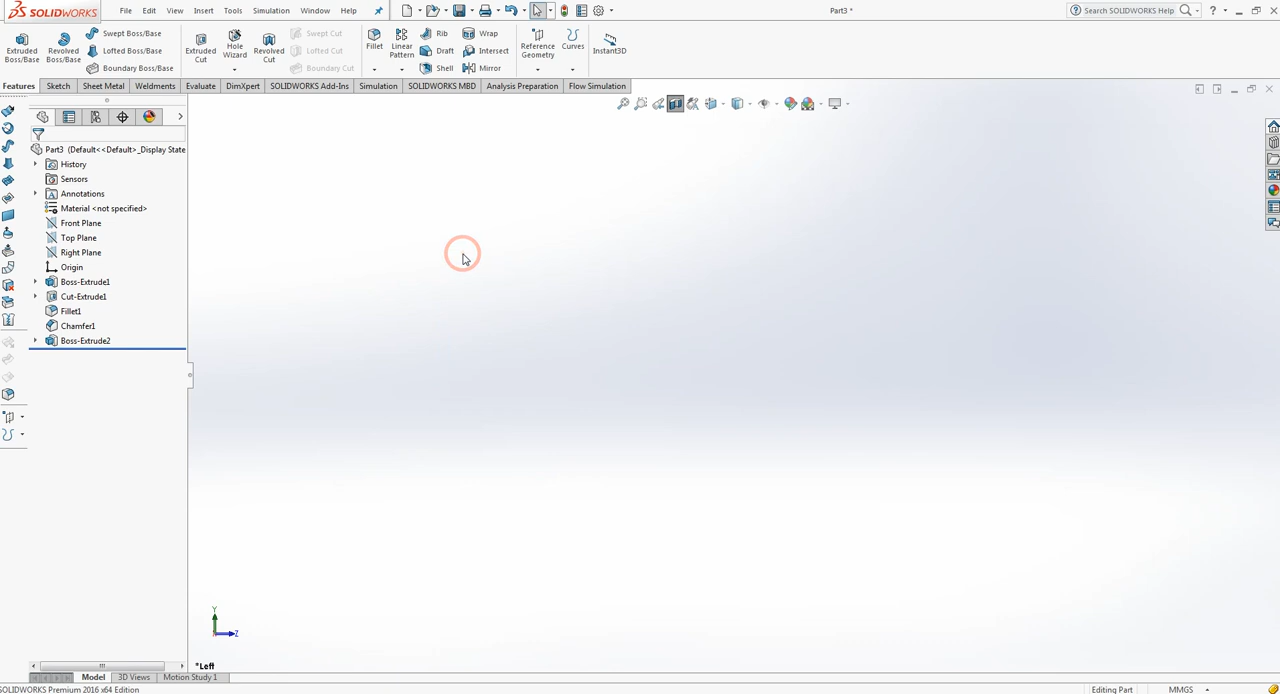 SOLIDWORKS File Edit View Insert Tools Simulation Window Help Part3 * Search SOLIDWORKS Help
Extruded Boss/Base
Revolved Boss/Base
Swept Boss/Base
Lofted Boss/Base
Boundary Boss/Base
Extruded Cut
Hole Wizard
Revolved Cut
Swept Cut
Lofted Cut
Boundary Cut
Fillet
Linear Pattern
Rib
Draft
Shell
Wrap
Intersect
Mirror
Reference Geometry
Curves
Instant3D
Features Sketch Sheet Metal Weldments Evaluate DimXpert SOLIDWORKS Add-Ins Simulation SOLIDWORKS MBD Analysis Preparation Flow Simulation
Part3 (Default<<Default>_Display State
History
Sensors
Annotations
Material <not specified>
Front Plane
Top Plane
Right Plane
Origin
Boss-Extrude1
Cut-Extrude1
Fillet1
Chamfer1
Boss-Extrude2
Y
Z
*Left
Model 3D Views Motion Study 1
SOLIDWORKS Premium 2016 x64 Edition Editing Part MMGS